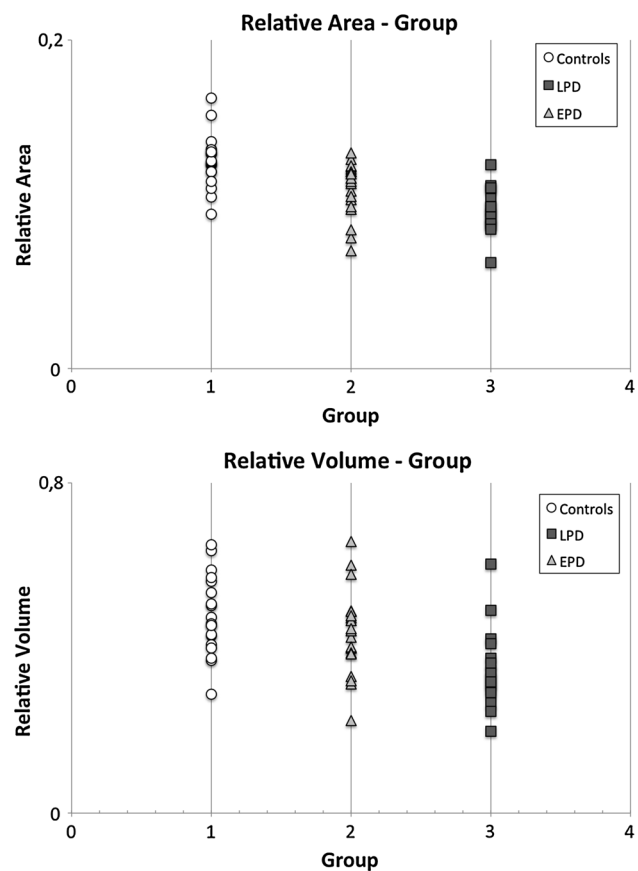 Relative Area - Group
0,2
Controls
LPD
EPD
Relative Area
0
0 1 2 3 4
Group
Relative Volume - Group
0,8
Controls
LPD
EPD
Relative Volume
0
0 1 2 3 4
Group